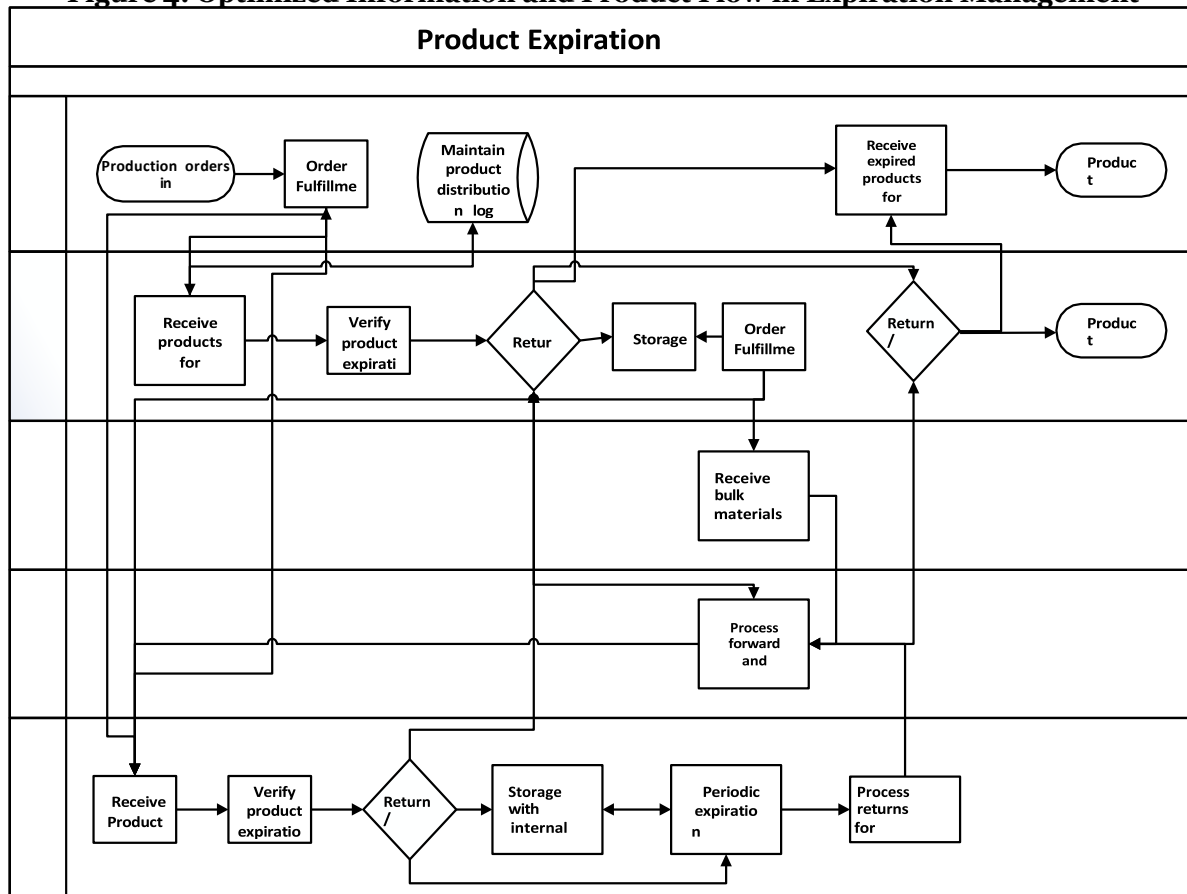 Figure 4. Optimized Information and Product Flow in Expiration Management
Product Expiration
Production orders
in
Order
Fulfillme
Maintain
product
distributio
n log
Receive
expired
products
for
Produc
t
Receive
products
for
Verify
product
expirati
Retur
Storage
Order
Fulfillme
Return
/
Produc
t
Receive
bulk
materials
Process
forward
and
Receive
Product
Verify
product
expiratio
Return
/
Storage
with
internal
Periodic
expiratio
n
Process
returns
for